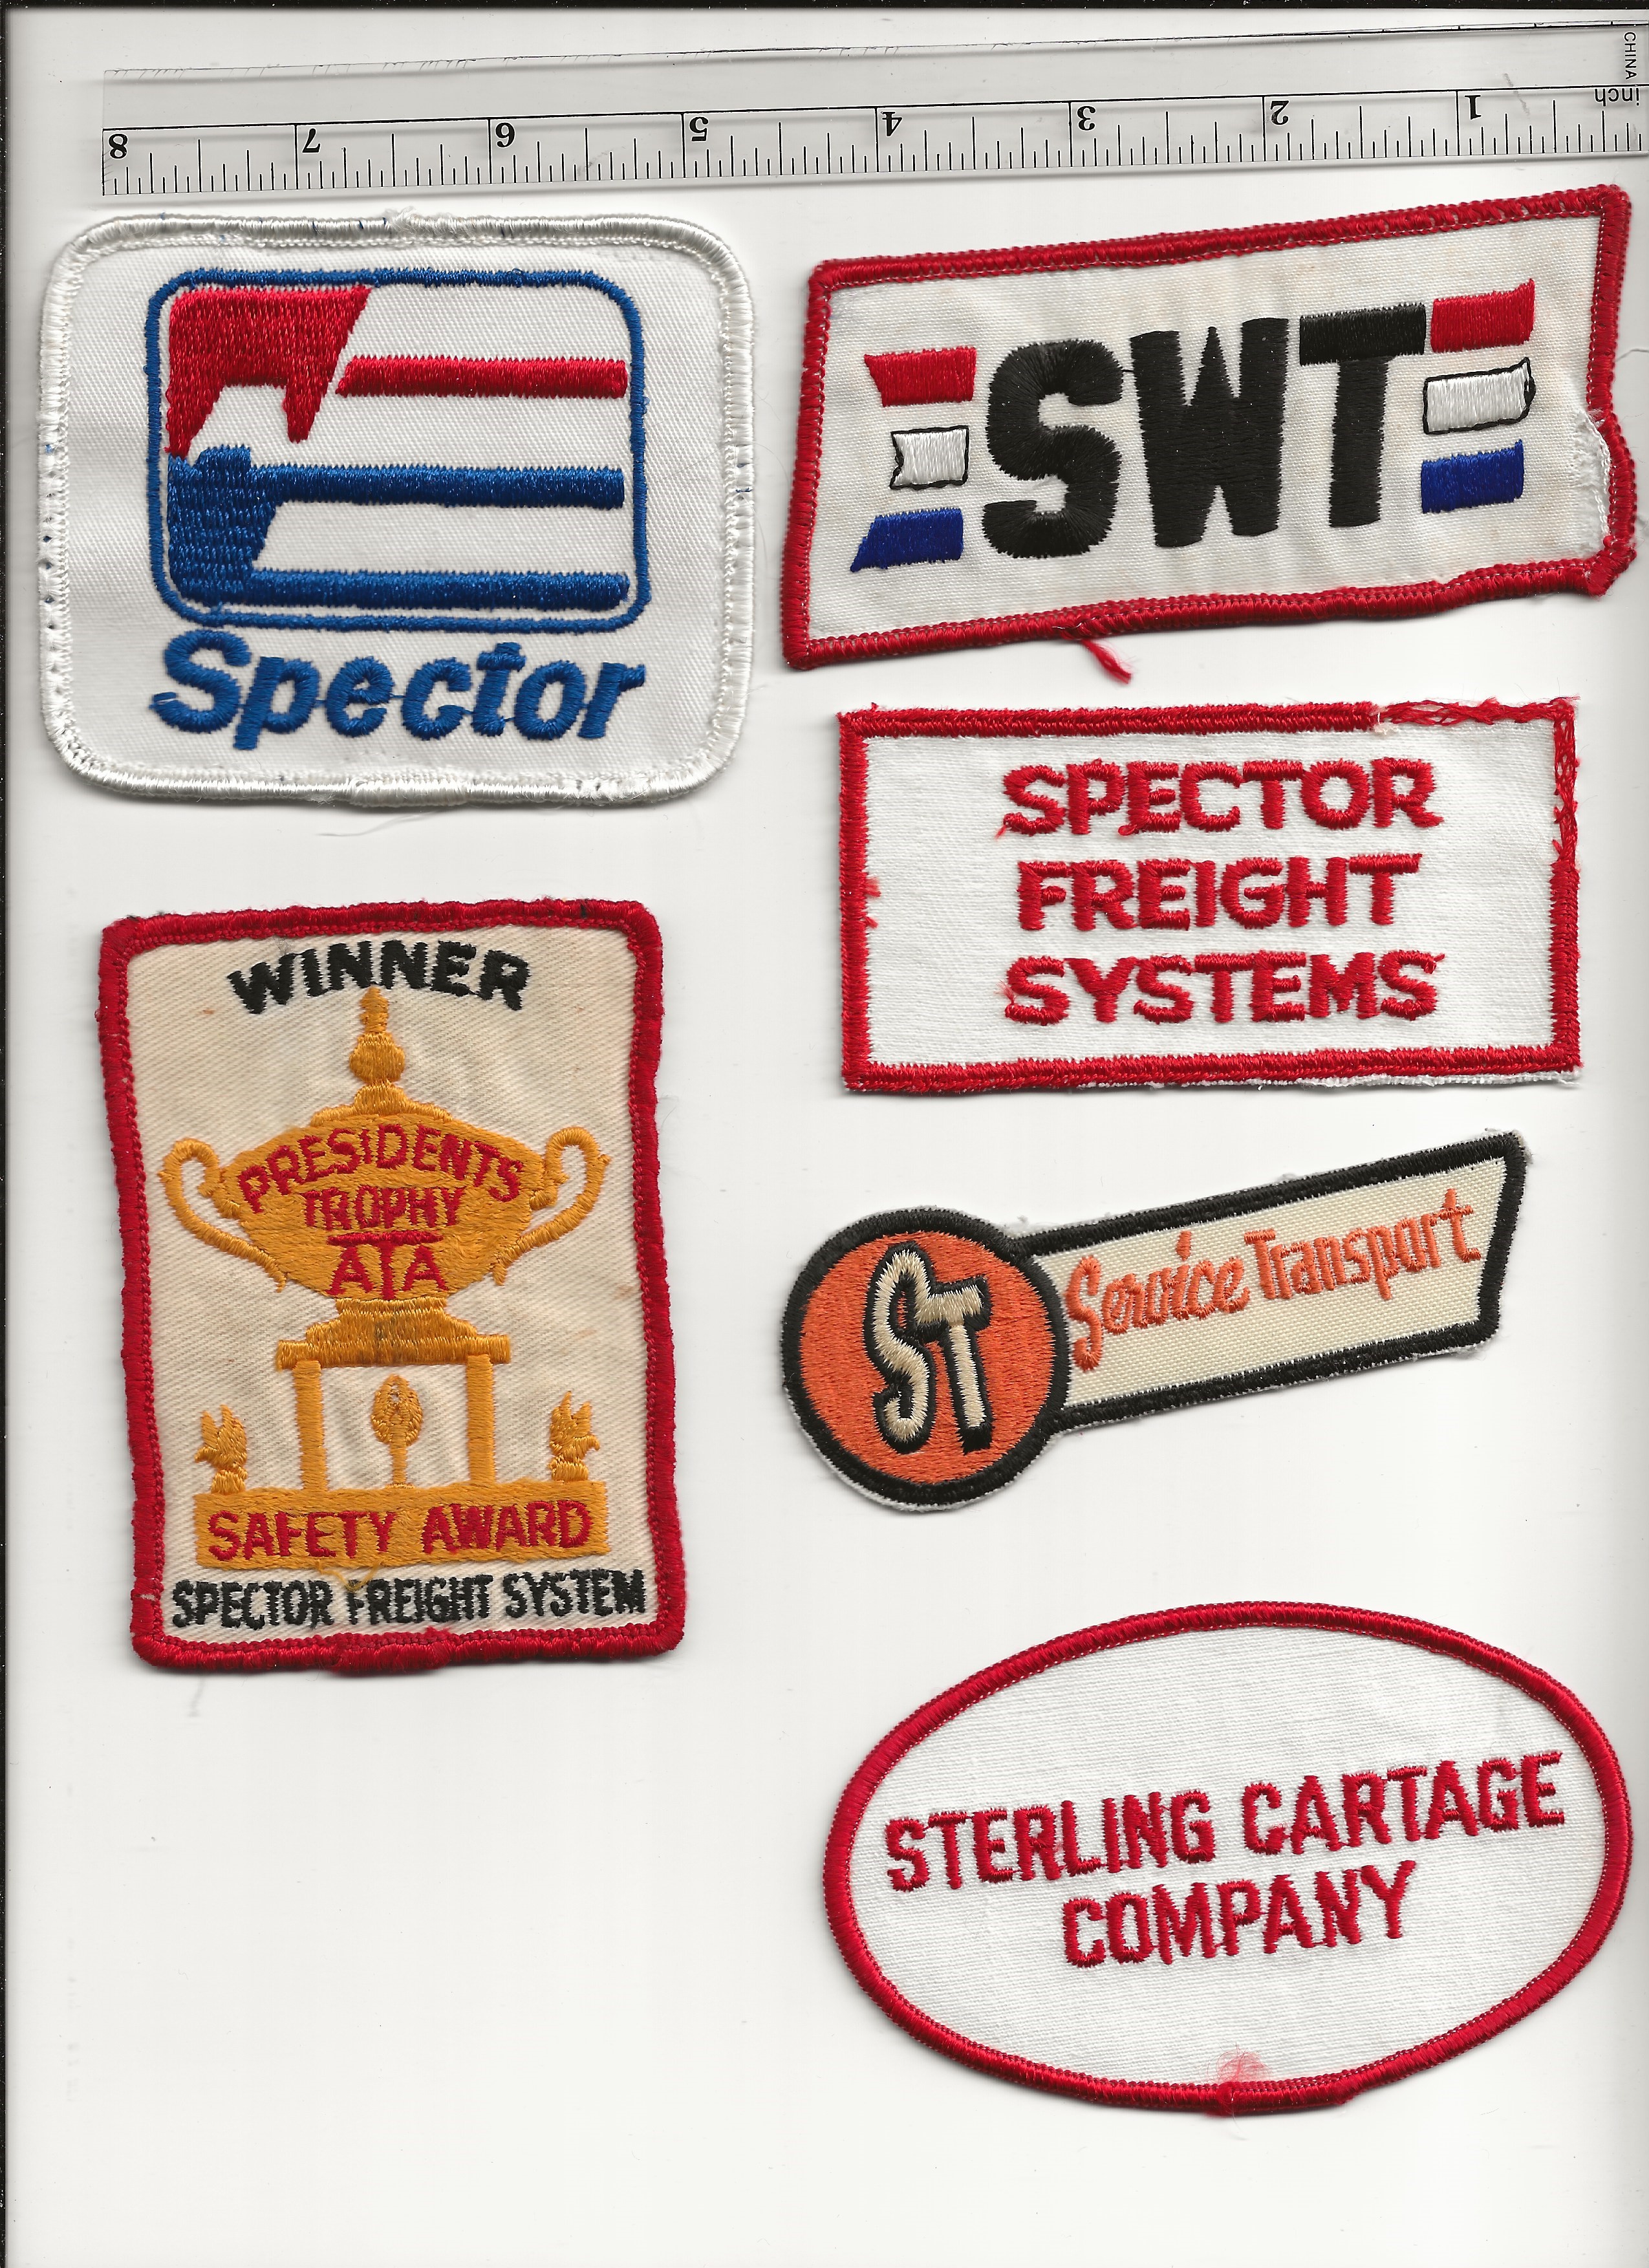 CHINA
inch
8 7 6 5 4 3 2 1
Spector
SWT
SPECTOR
FREIGHT
SYSTEMS
WINNER
PRESIDENTS
TROPHY
ATA
SAFETY AWARD
SPECTOR FREIGHT SYSTEM
ST
Service Transport
STERLING CARTAGE
COMPANY